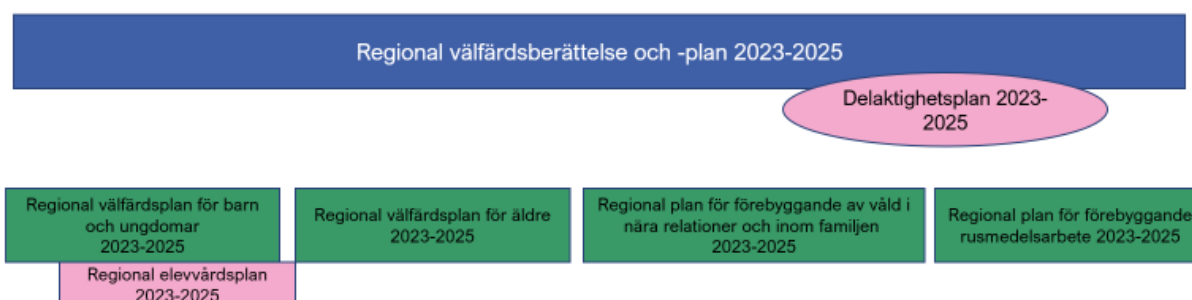 Regional välfärdsberättelse och -plan 2023-2025
Delaktighetsplan 2023-
2025
Regional välfärdsplan för barn
och ungdomar
2023-2025
Regional välfärdsplan för äldre
2023-2025
Regional plan för förebyggande av våld i
nära relationer och inom familjen
2023-2025
Regional plan för förebyggande
rusmedelsarbete 2023-2025
Regional elevvårdsplan
2023-2025